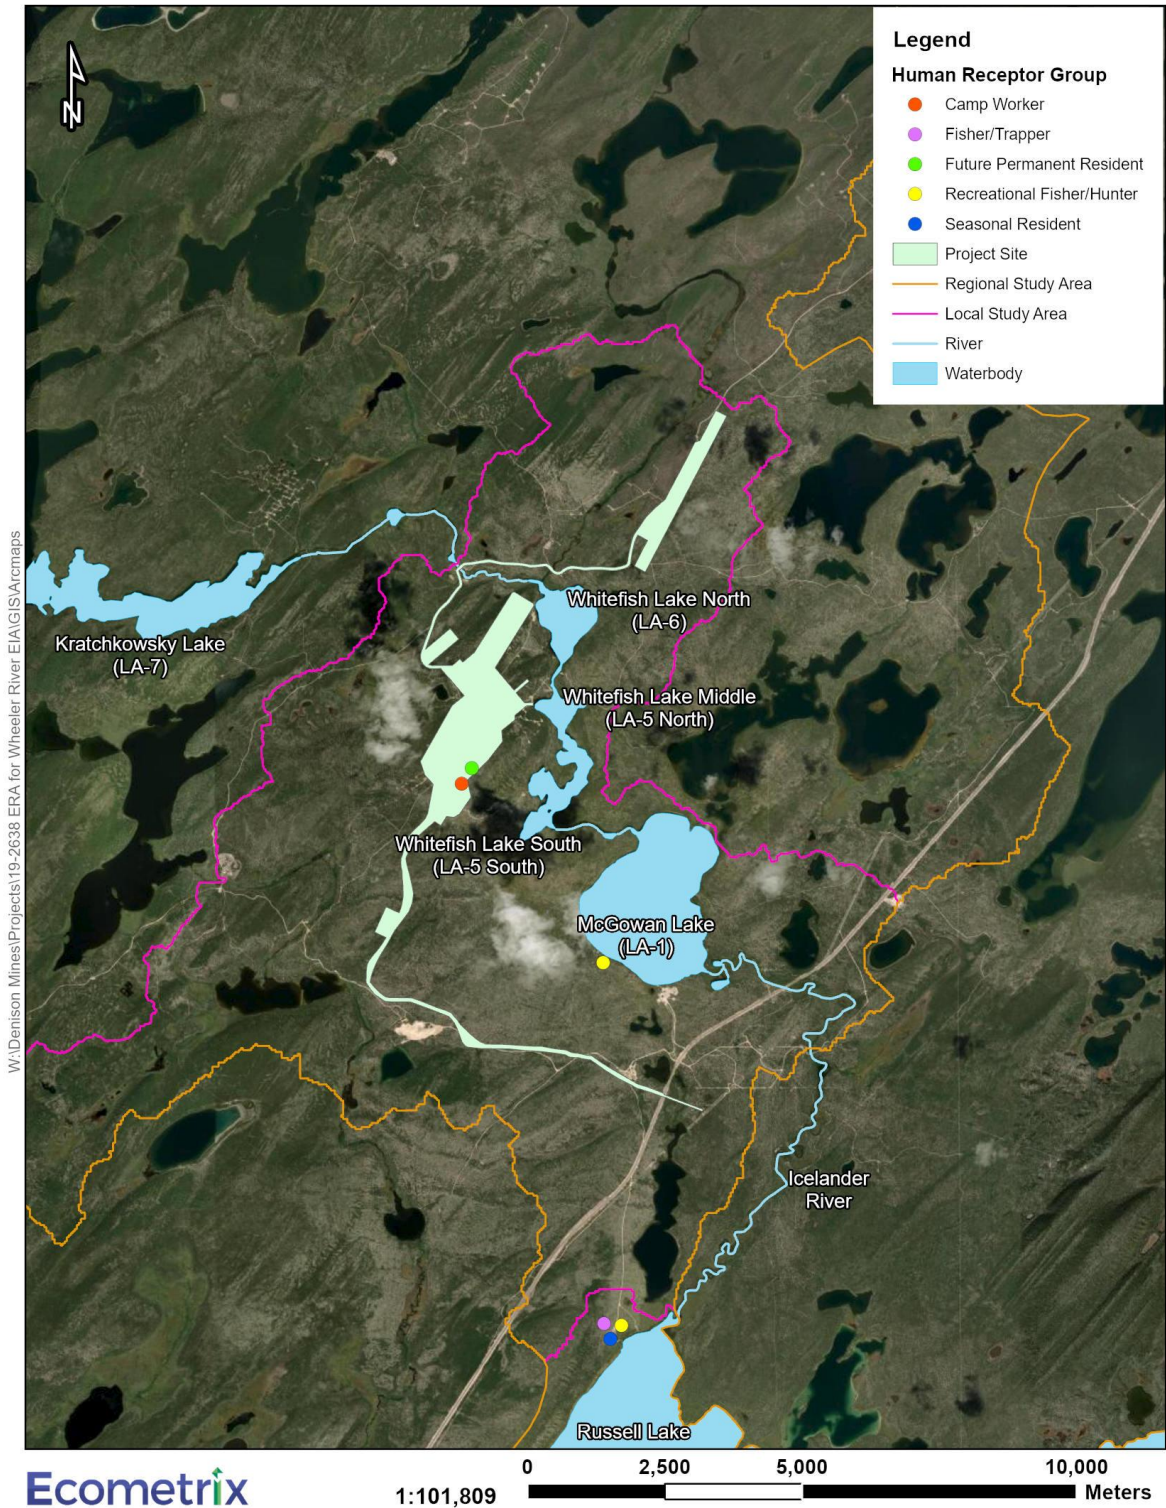 N
Legend
Human Receptor Group
Camp Worker
Fisher/Trapper
Future Permanent Resident
Recreational Fisher/Hunter
Seasonal Resident
Project Site
Regional Study Area
Local Study Area
River
Waterbody
W:\Denison Mines\Projects\19-2638 ERA for Wheeler River EIA\GIS\Arcmaps
Kratchkowsky Lake
(LA-7)
Whitefish Lake North
(LA-6)
Whitefish Lake Middle
(LA-5 North)
Whitefish Lake South
(LA-5 South)
McGowan Lake
(LA-1)
Icelander
River
Russell Lake
Ecometrix
1:101,809
0 2,500 5,000 10,000
Meters